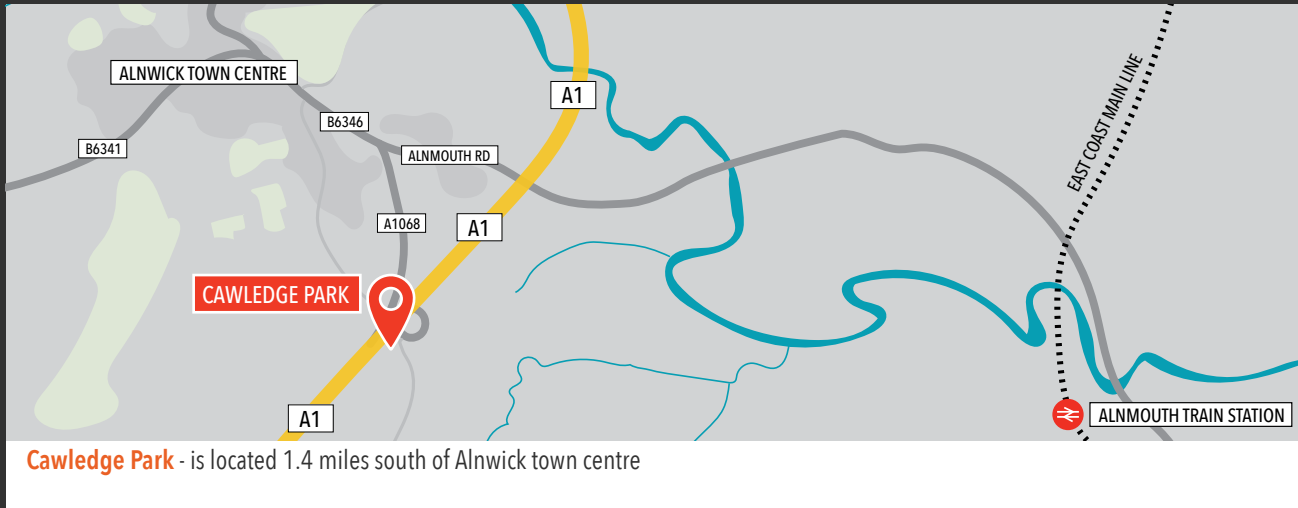 ALNWICK TOWN CENTRE
A1
B6346
B6341
ALNMOUTH RD
EAST COAST MAIN LINE
A1068
A1
CAWLEDGE PARK
A1
ALNMOUTH TRAIN STATION
Cawledge Park - is located 1.4 miles south of Alnwick town centre